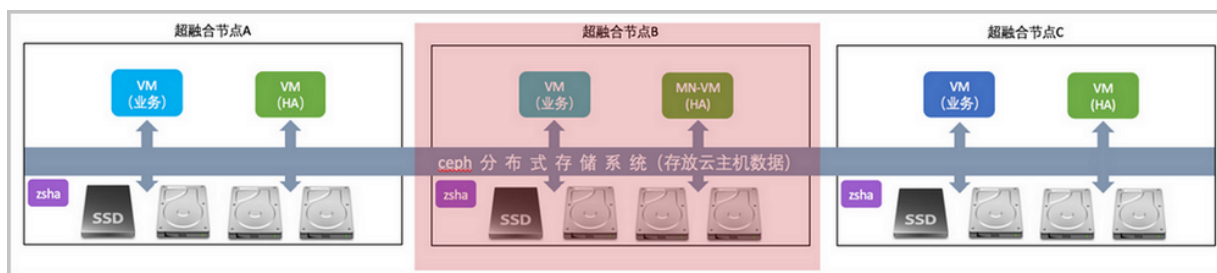 超融合节点A
VM
(业务)
VM
(HA)
zsha
SSD
超融合节点B
VM
(业务)
MN-VM
(HA)
ceph 分 布 式 存 储 系 统（存放云主机数据）
zsha
SSD
超融合节点C
VM
(业务)
VM
(HA)
zsha
SSD